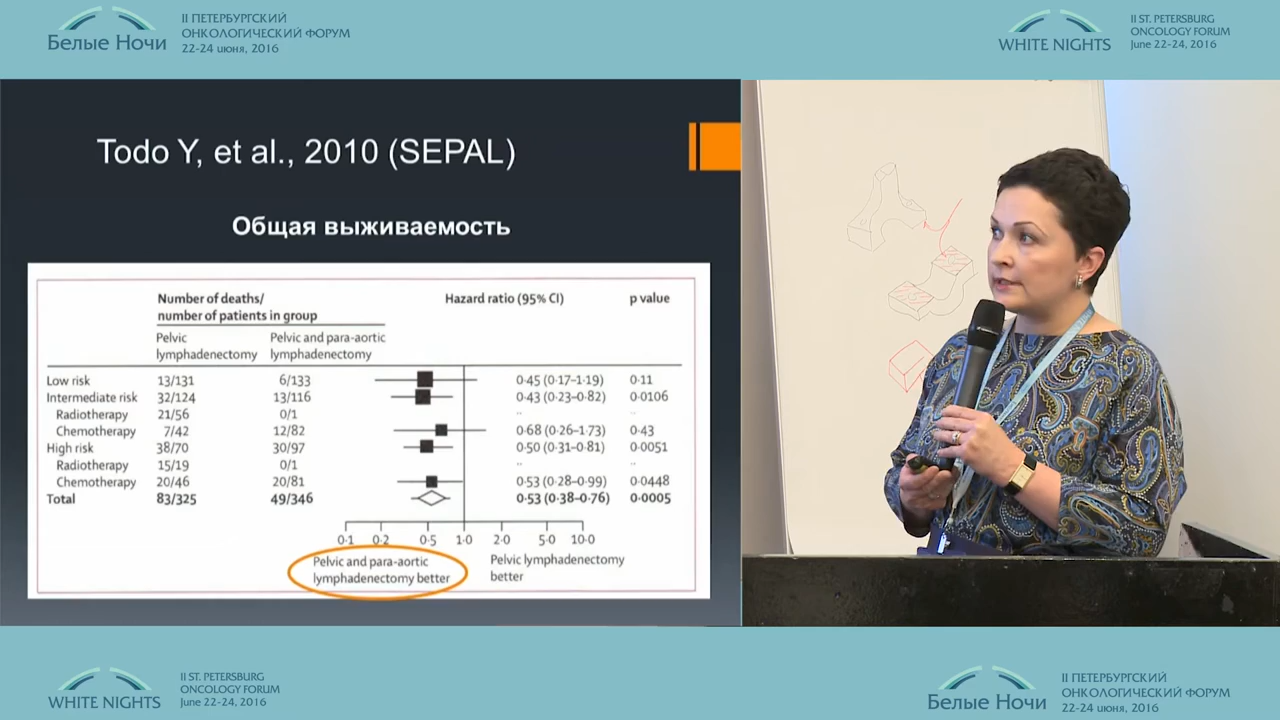 II ПЕТЕРБУРГСКИЙ
ОНКОЛОГИЧЕСКИЙ ФОРУМ
Белые Ночи
22-24 июня, 2016
II ST. PETERSBURG
ONCOLOGY FORUM
WHITE NIGHTS
June 22-24, 2016
Todo Y, et al., 2010 (SEPAL)
Общая выживаемость
Number of deaths/
number of patients in group
Hazard ratio (95% CI)
p value
Pelvic
lymphadenectomy
Pelvic and para-aortic
lymphadenectomy
Low risk 13/131 6/133 0·45 (0·17–1·19) 0·11
Intermediate risk 32/124 13/116 0·43 (0·23–0·82) 0·0106
Radiotherapy 21/56 0/1 ··
Chemotherapy 7/42 12/82 0·68 (0·26–1·73) 0·43
High risk 38/70 30/97 0·50 (0·31–0·81) 0·0051
Radiotherapy 15/19 0/1 ·· ··
Chemotherapy 20/46 20/81 0·53 (0·28–0·99) 0·0448
Total 83/325 49/346 0·53 (0·38–0·76) 0·0005
0·1 0·2 0·5 1·0 2·0 5·0 10·0
Pelvic and para-aortic
lymphadenectomy better
Pelvic lymphadenectomy
better
II ST. PETERSBURG
ONCOLOGY FORUM
WHITE NIGHTS
June 22-24, 2016
II ПЕТЕРБУРГСКИЙ
ОНКОЛОГИЧЕСКИЙ ФОРУМ
Белые Ночи
22-24 июня, 2016